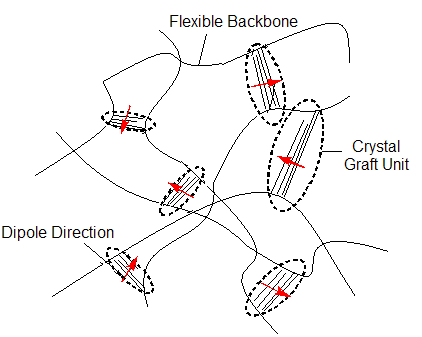 Flexible Backbone
Crystal
Graft Unit
Dipole Direction